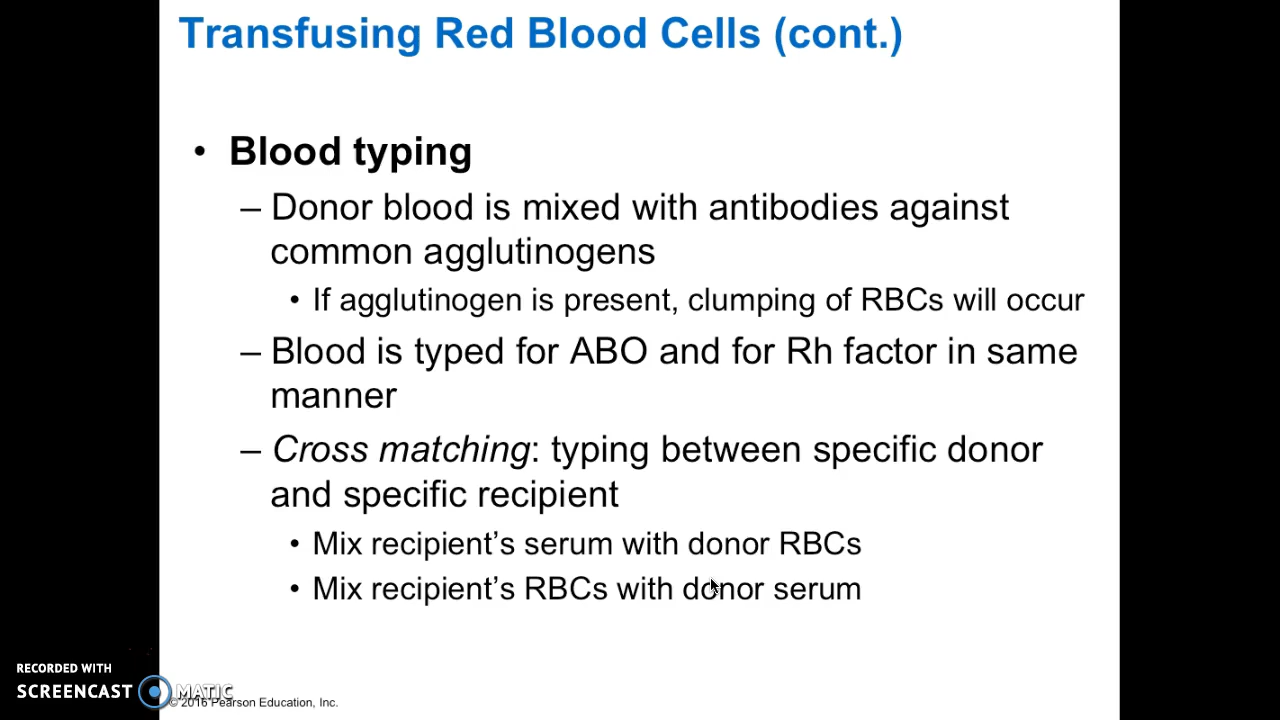 Transfusing Red Blood Cells (cont.)
• Blood typing
– Donor blood is mixed with antibodies against
common agglutinogens
• If agglutinogen is present, clumping of RBCs will occur
– Blood is typed for ABO and for Rh factor in same
manner
– Cross matching: typing between specific donor
and specific recipient
• Mix recipient’s serum with donor RBCs
• Mix recipient’s RBCs with donor serum
RECORDED WITH
SCREENCAST MATIC
© 2016 Pearson Education, Inc.